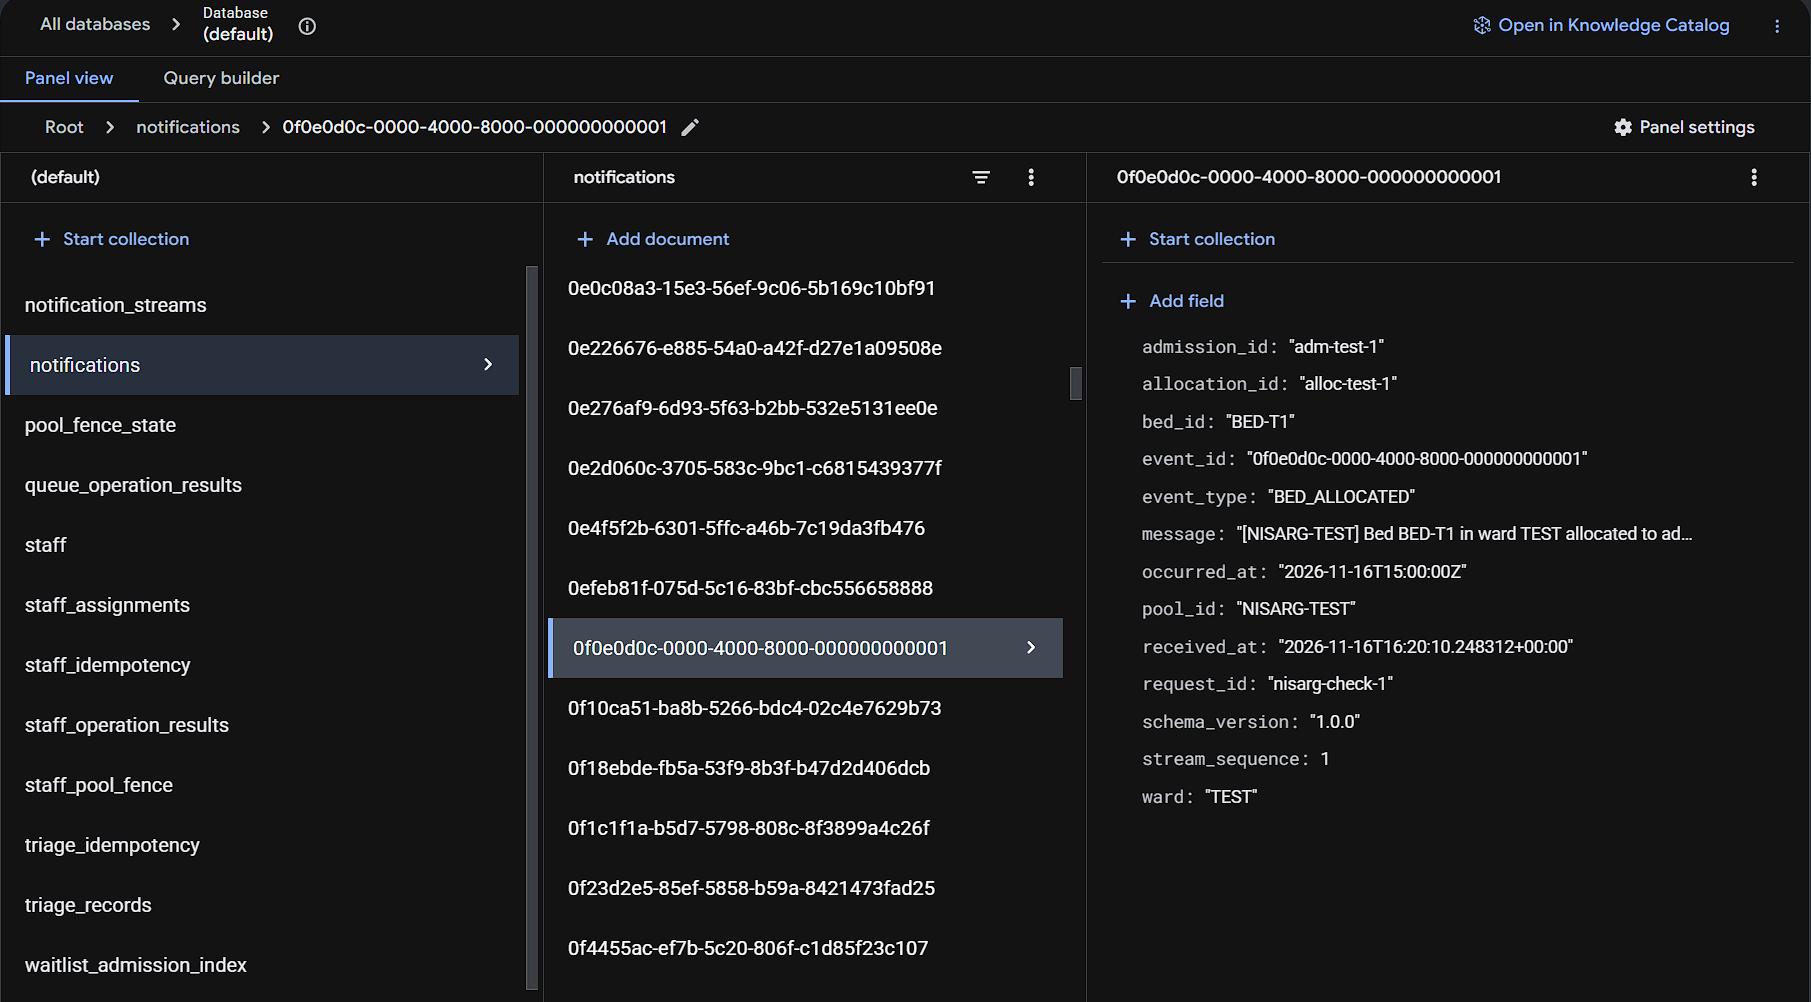 All databases
Database
(default)
Open in Knowledge Catalog
Panel view
Query builder
Root
notifications
0f0e0d0c-0000-4000-8000-000000000001
Panel settings
(default)
Start collection
notification_streams
notifications
pool_fence_state
queue_operation_results
staff
staff_assignments
staff_idempotency
staff_operation_results
staff_pool_fence
triage_idempotency
triage_records
waitlist_admission_index
notifications
Add document
0e0c08a3-15e3-56ef-9c06-5b169c10bf91
0e226676-e885-54a0-a42f-d27e1a09508e
0e276af9-6d93-5f63-b2bb-532e5131ee0e
0e2d060c-3705-583c-9bc1-c6815439377f
0e4f5f2b-6301-5ffc-a46b-7c19da3fb476
0efeb81f-075d-5c16-83bf-cbc556658888
0f0e0d0c-0000-4000-8000-000000000001
0f10ca51-ba8b-5266-bdc4-02c4e7629b73
0f18ebde-fb5a-53f9-8b3f-b47d2d406dcb
0f1c1f1a-b5d7-5798-808c-8f3899a4c26f
0f23d2e5-85ef-5858-b59a-8421473fad25
0f4455ac-ef7b-5c20-806f-c1d85f23c107
0f0e0d0c-0000-4000-8000-000000000001
Start collection
Add field
admission_id: "adm-test-1"
allocation_id: "alloc-test-1"
bed_id: "BED-T1"
event_id: "0f0e0d0c-0000-4000-8000-000000000001"
event_type: "BED_ALLOCATED"
message: "[NISARG-TEST] Bed BED-T1 in ward TEST allocated to ad...
occurred_at: "2026-11-16T15:00:00Z"
pool_id: "NISARG-TEST"
received_at: "2026-11-16T16:20:10.248312+00:00"
request_id: "nisarg-check-1"
schema_version: "1.0.0"
stream_sequence: 1
ward: "TEST"